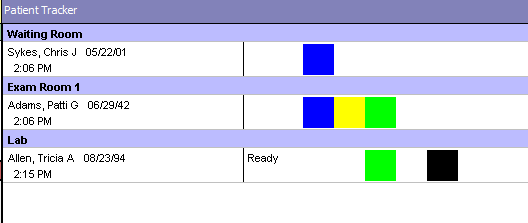 Patient Tracker
Waiting Room
Sykes, Chris J 05/22/01
2:06 PM
Exam Room 1
Adams, Patti G 06/29/42
2:06 PM
Lab
Allen, Tricia A 08/23/94 Ready
2:15 PM